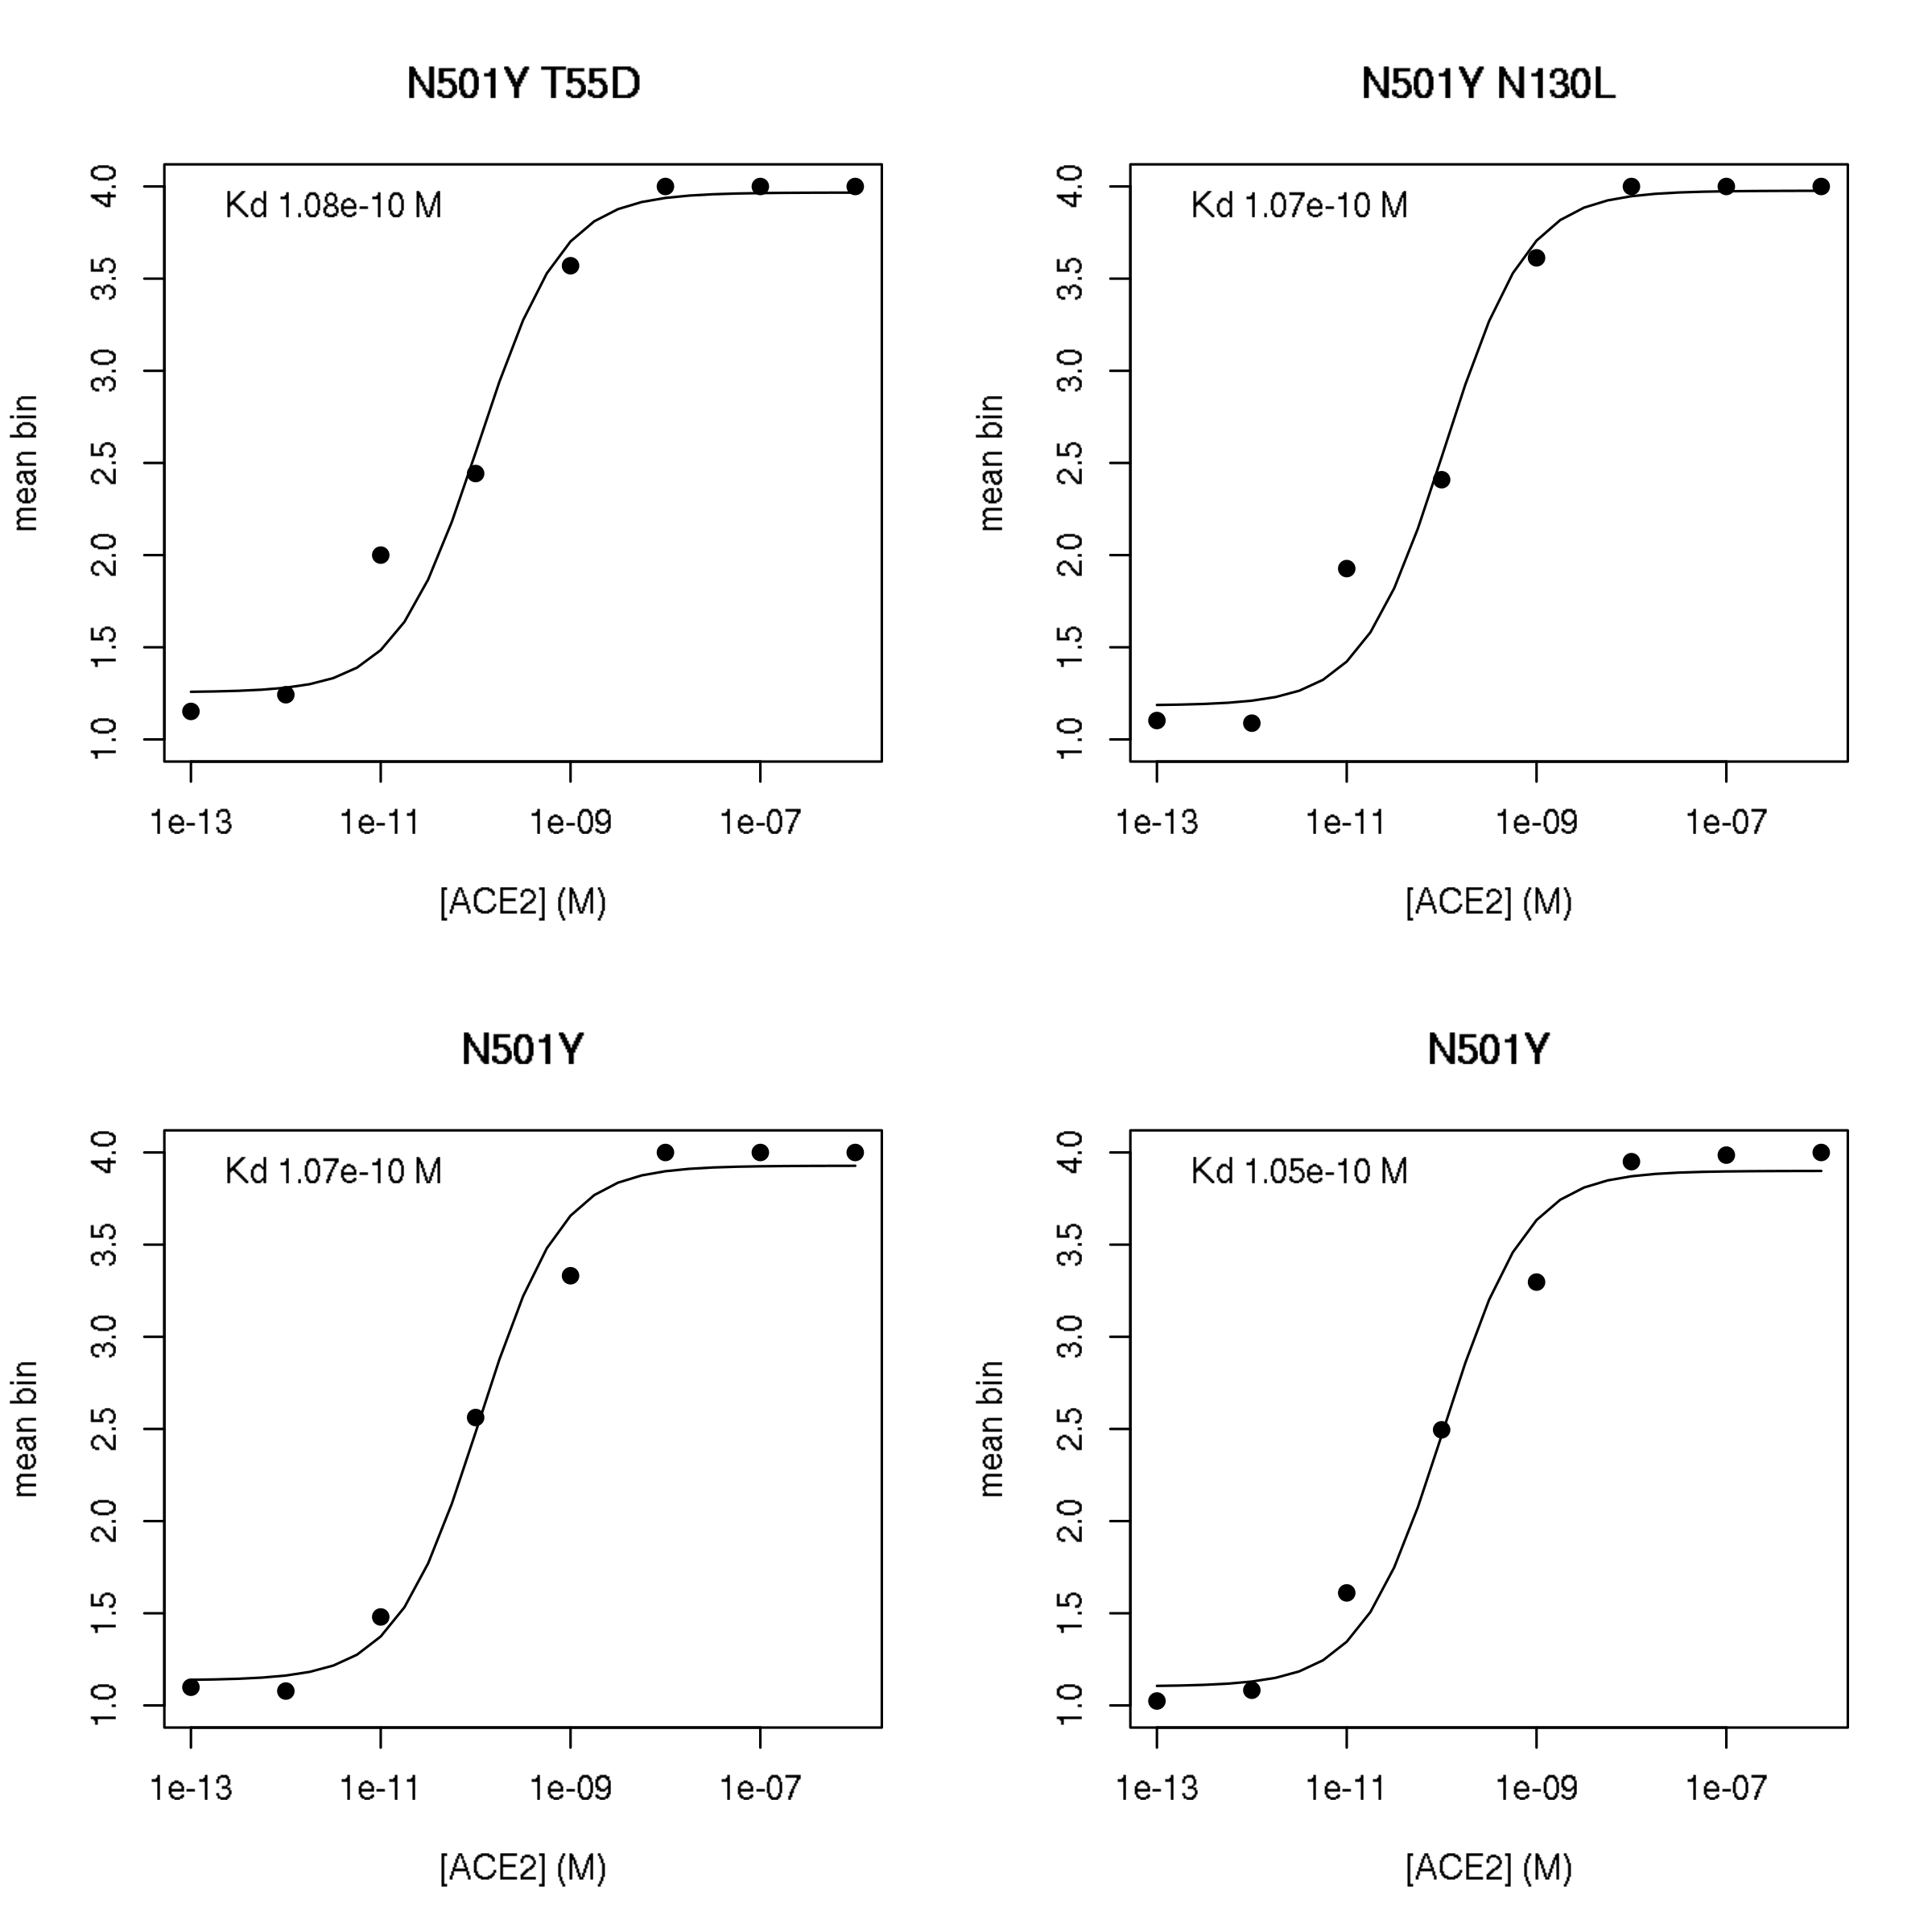 N501Y T55D
Kd 1.08e-10 M
mean bin
4.0
3.5
3.0
2.5
2.0
1.5
1.0
1e-13 1e-11 1e-09 1e-07
[ACE2] (M)
N501Y N130L
Kd 1.07e-10 M
mean bin
4.0
3.5
3.0
2.5
2.0
1.5
1.0
1e-13 1e-11 1e-09 1e-07
[ACE2] (M)
N501Y
Kd 1.07e-10 M
mean bin
4.0
3.5
3.0
2.5
2.0
1.5
1.0
1e-13 1e-11 1e-09 1e-07
[ACE2] (M)
N501Y
Kd 1.05e-10 M
mean bin
4.0
3.5
3.0
2.5
2.0
1.5
1.0
1e-13 1e-11 1e-09 1e-07
[ACE2] (M)